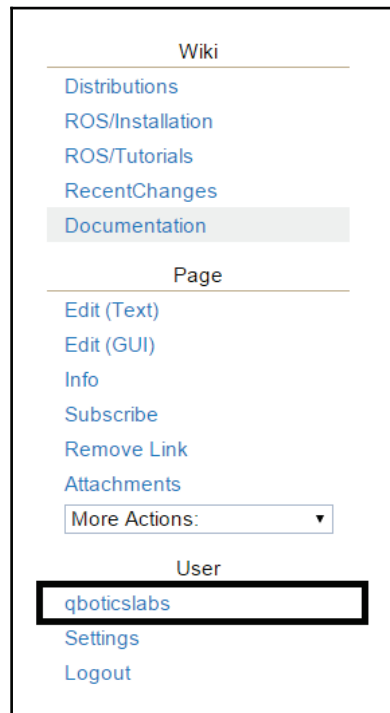 Wiki
Distributions
ROS/Installation
ROS/Tutorials
RecentChanges
Documentation
Page
Edit (Text)
Edit (GUI)
Info
Subscribe
Remove Link
Attachments
More Actions:
User
qboticslabs
Settings
Logout